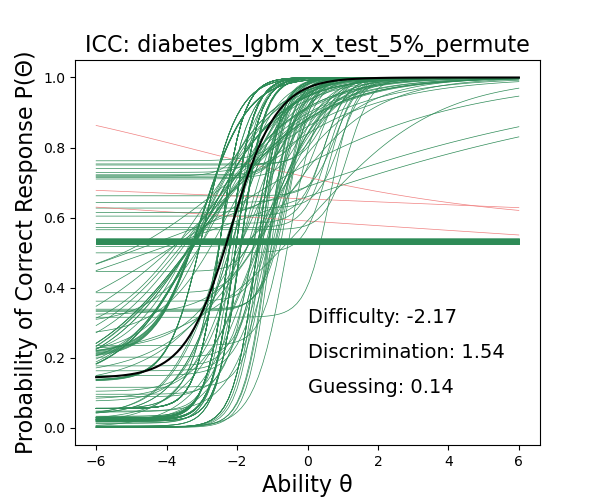 ICC: diabetes_lgbm_x_test_5%_permute
Probability of Correct Response P(Θ)
1.0
0.8
0.6
0.4
0.2
0.0
Difficulty: -2.17
Discrimination: 1.54
Guessing: 0.14
−6 −4 −2 0 2 4 6
Ability θ